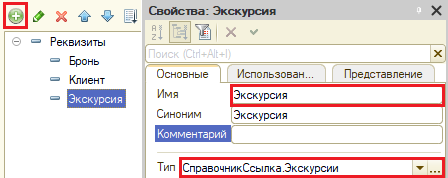 Свойства: Экскурсия
Поиск (Ctrl+Alt+I)
Реквизиты
Бронь
Клиент
Экскурсия
Основные
Использован...
Представление
Имя
Экскурсия
Синоним
Экскурсия
Комментарий
Тип
СправочникСсылка.Экскурсии
...